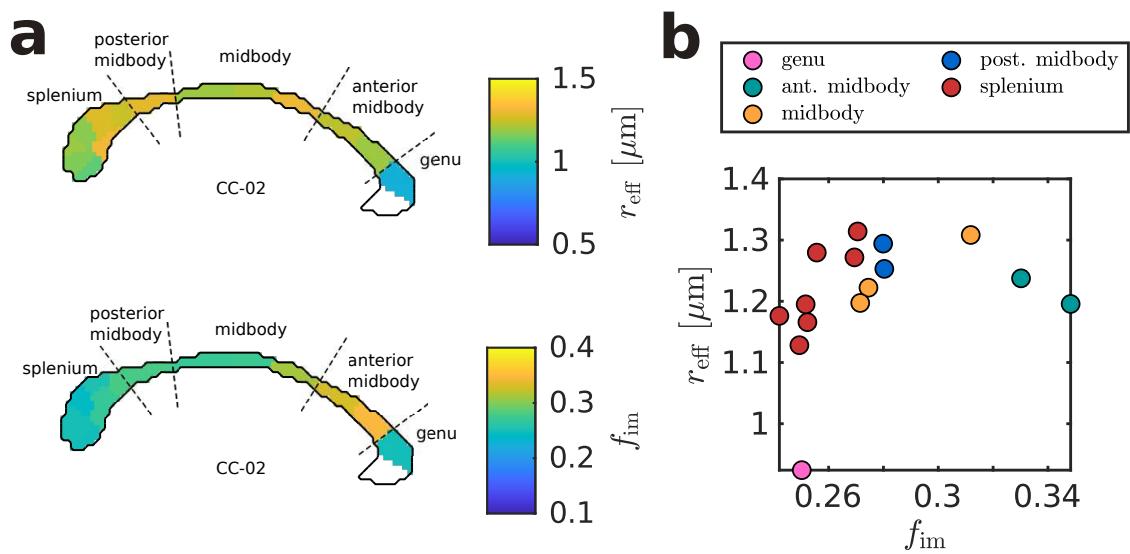 a
posterior
midbody
midbody
splenium
anterior
midbody
genu
CC-02
1.5
1
0.5
r_eff [μm]
posterior
midbody
midbody
splenium
anterior
midbody
genu
CC-02
0.4
0.3
0.2
0.1
f_im
b
genu
ant. midbody
midbody
post. midbody
splenium
1.4
1.3
1.2
1.1
1
r_eff [μm]
0.26
0.3
0.34
f_im